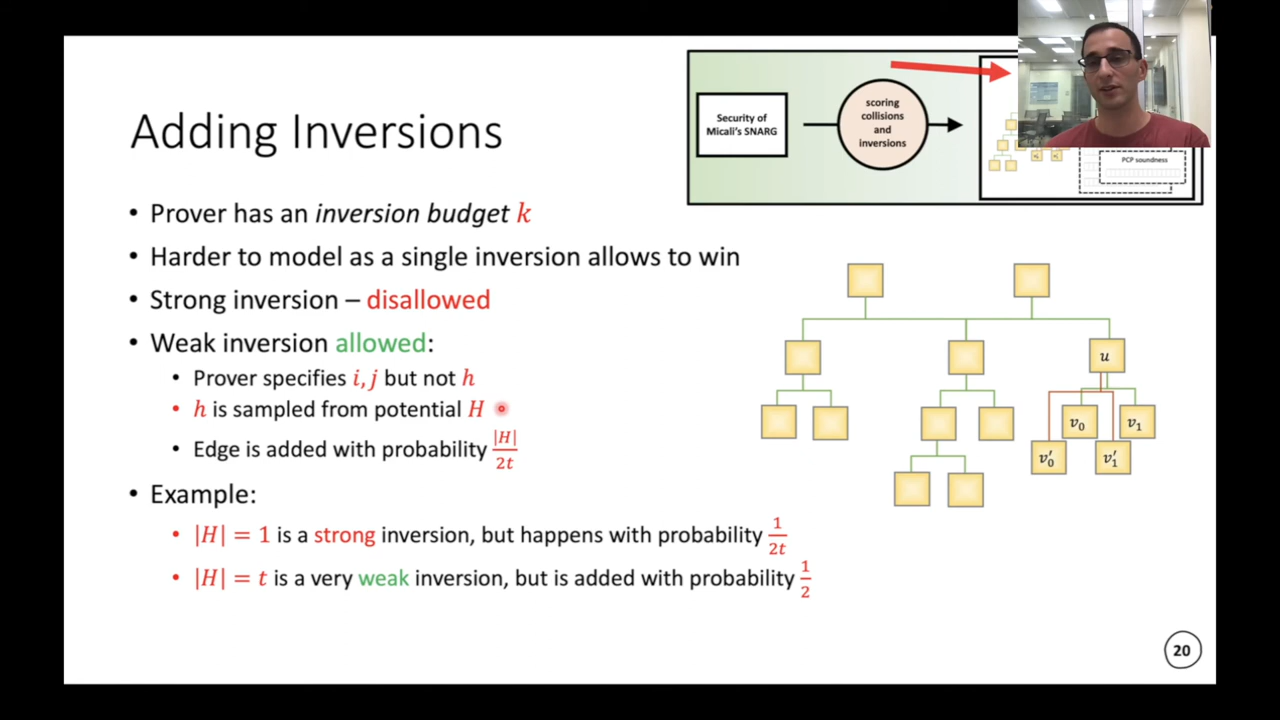 Adding Inversions
Security of
Micali's SNARG
scoring
collisions
and
inversions
PCP soundness
• Prover has an inversion budget k
• Harder to model as a single inversion allows to win
• Strong inversion – disallowed
• Weak inversion allowed:
• Prover specifies i, j but not h
• h is sampled from potential H
• Edge is added with probability |H|/2t
• Example:
• |H| = 1 is a strong inversion, but happens with probability 1/2t
• |H| = t is a very weak inversion, but is added with probability 1/2
u
v₀ v₁
v₀′ v₁′
20